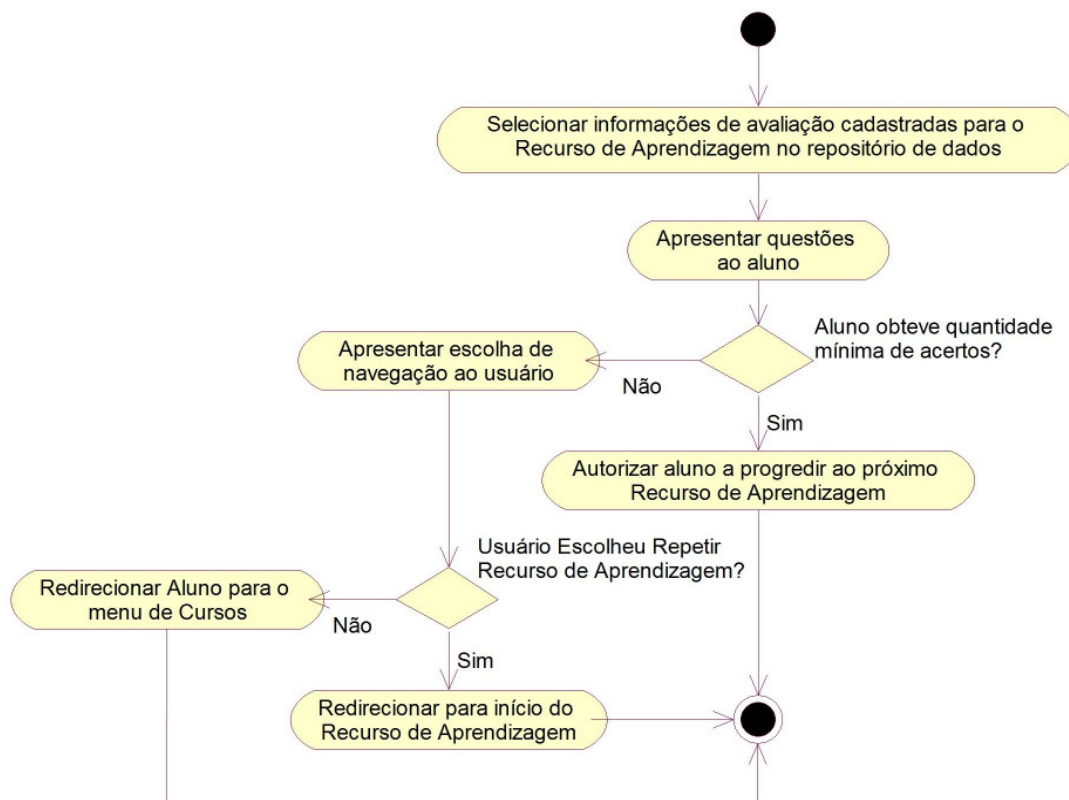 Selecionar informações de avaliação cadastradas para o
Recurso de Aprendizagem no repositório de dados
Apresentar questões
ao aluno
Aluno obteve quantidade
mínima de acertos?
Apresentar escolha de
navegação ao usuário
Não
Sim
Autorizar aluno a progredir ao próximo
Recurso de Aprendizagem
Usuário Escolheu Repetir
Recurso de Aprendizagem?
Redirecionar Aluno para o
menu de Cursos
Não
Sim
Redirecionar para início do
Recurso de Aprendizagem